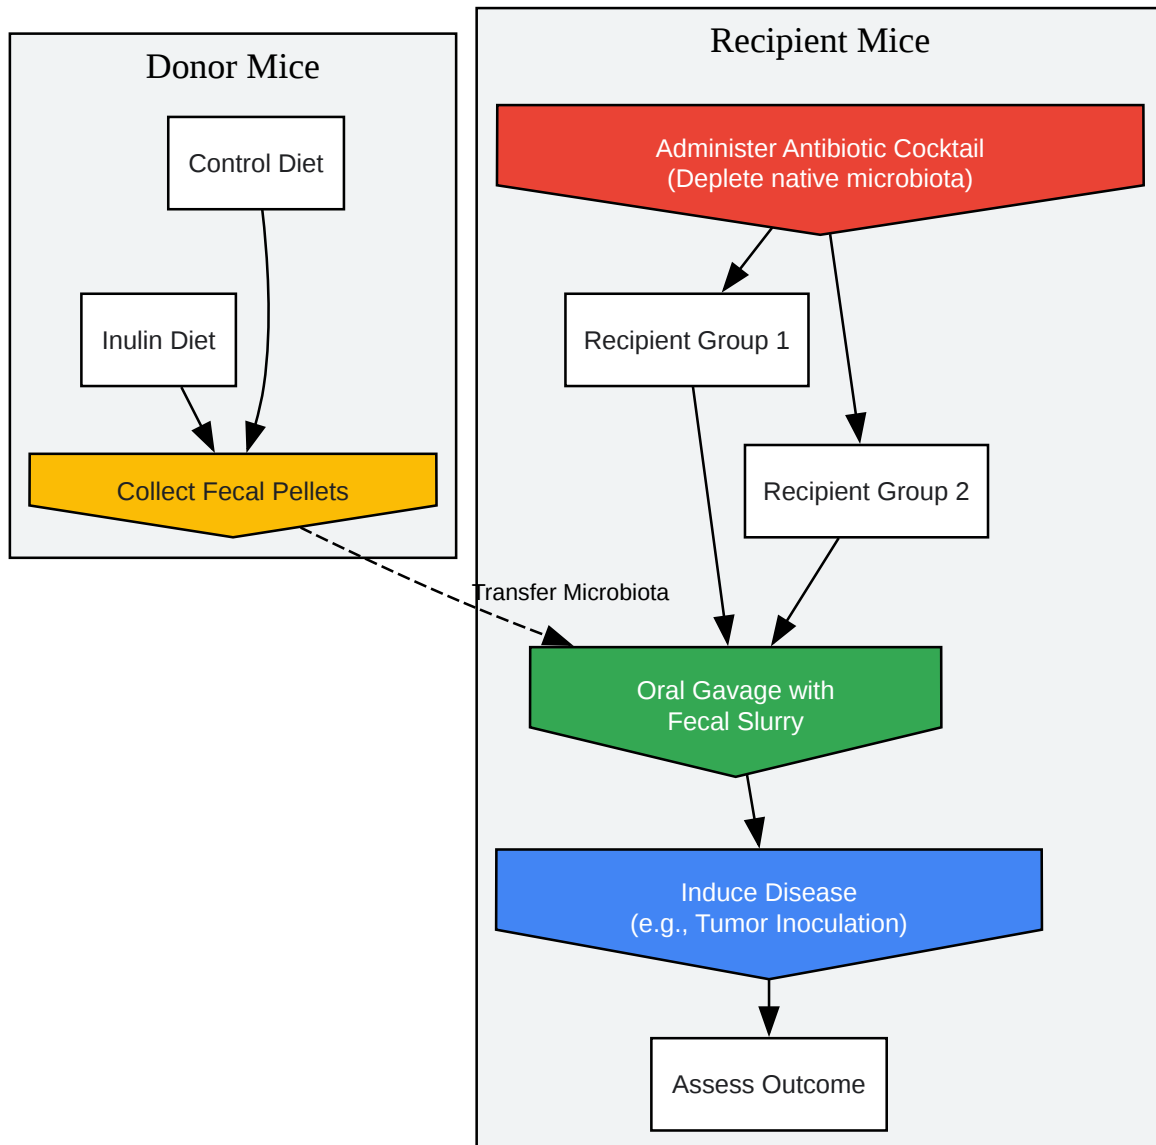 Donor Mice
Control Diet
Inulin Diet
Collect Fecal Pellets
Transfer Microbiota
Recipient Mice
Administer Antibiotic Cocktail
(Deplete native microbiota)
Recipient Group 1
Recipient Group 2
Oral Gavage with
Fecal Slurry
Induce Disease
(e.g., Tumor Inoculation)
Assess Outcome